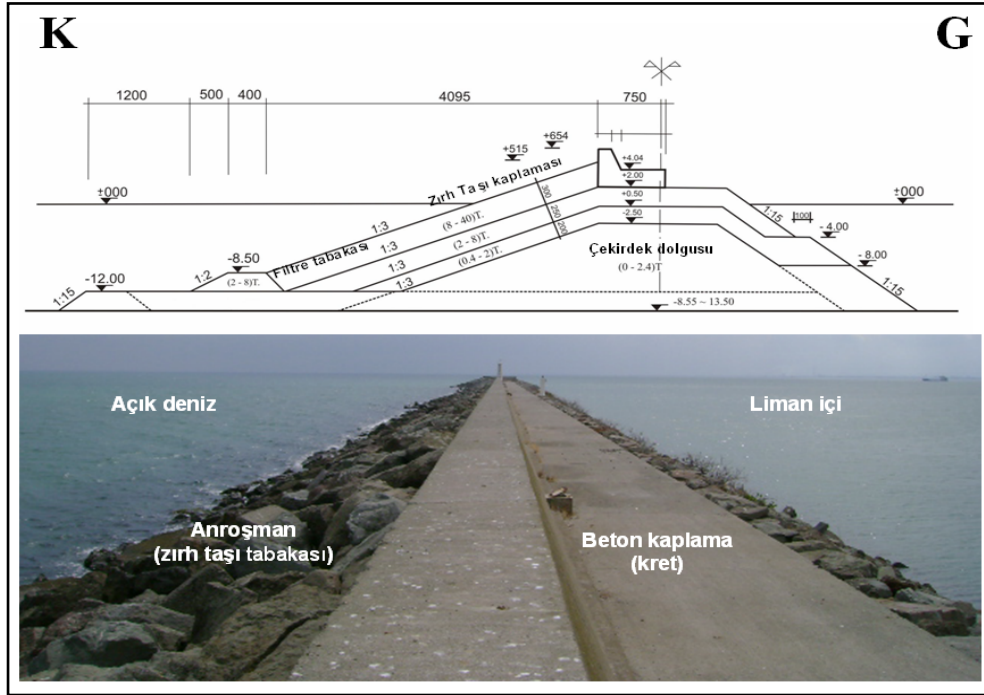 K
G
1200
500
400
4095
750
+654
+515
+4.04
+2.00
+0.50
-2.50
±000
±000
Zırh Taşı kaplaması
300
250
200
1:3
(8 - 40)T.
1:3
(2 - 8)T.
1:3
(0.4 - 2)T.
1:3
Filtre tabakası
Çekirdek dolgusu
(0 - 2.4)T
1:15
100
- 4.00
- 8.00
1:15
-8.50
(2 - 8)T.
1:2
-12.00
1:15
-8.55 ~ 13.50
Açık deniz
Liman içi
Anroşman
(zırh taşı tabakası)
Beton kaplama
(kret)